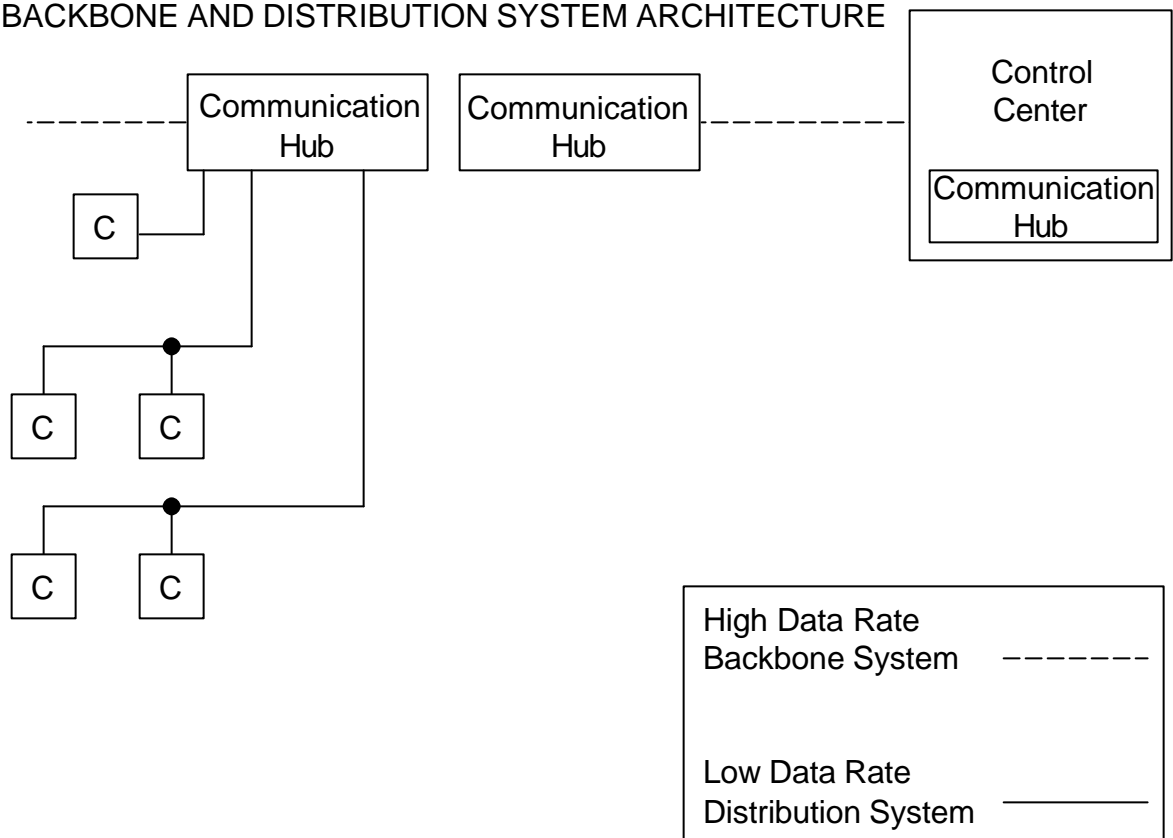 BACKBONE AND DISTRIBUTION SYSTEM ARCHITECTURE
Communication
Hub
Communication
Hub
Control
Center
Communication
Hub
C
C
C
C
C
High Data Rate
Backbone System
Low Data Rate
Distribution System